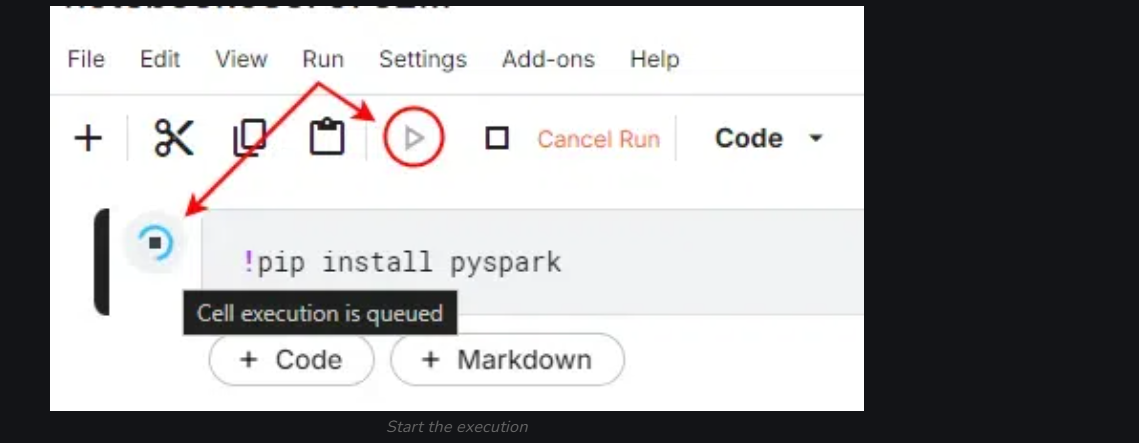 File Edit View Run Settings Add-ons Help
Cancel Run Code
!pip install pyspark
Cell execution is queued
+ Code + Markdown
Start the execution